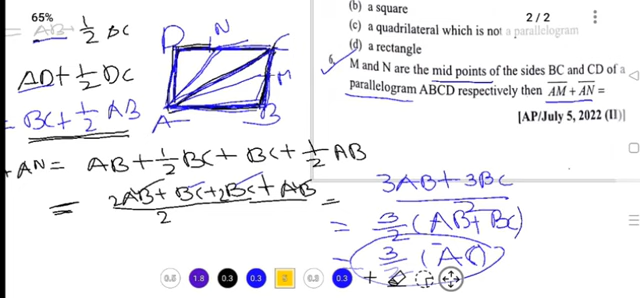 65%
2 / 2
(b) a square
(c) a quadrilateral which is not a parallelogram
(d) a rectangle
6. M and N are the mid points of the sides BC and CD of a
parallelogram ABCD respectively then AM + AN =
[AP/July 5, 2022 (II)]
= AB + 1/2 BC
AD + 1/2 DC
= BC + 1/2 AB
D N C
M
A B
+ AN = AB + 1/2 BC + BC + 1/2 AB
= 2AB + BC + 2BC + AB / 2 = 3AB + 3BC / 2
= 3/2 (AB + BC)
= 3/2 (AC)
0.5 1.8 0.3 0.3 0.3 0.3